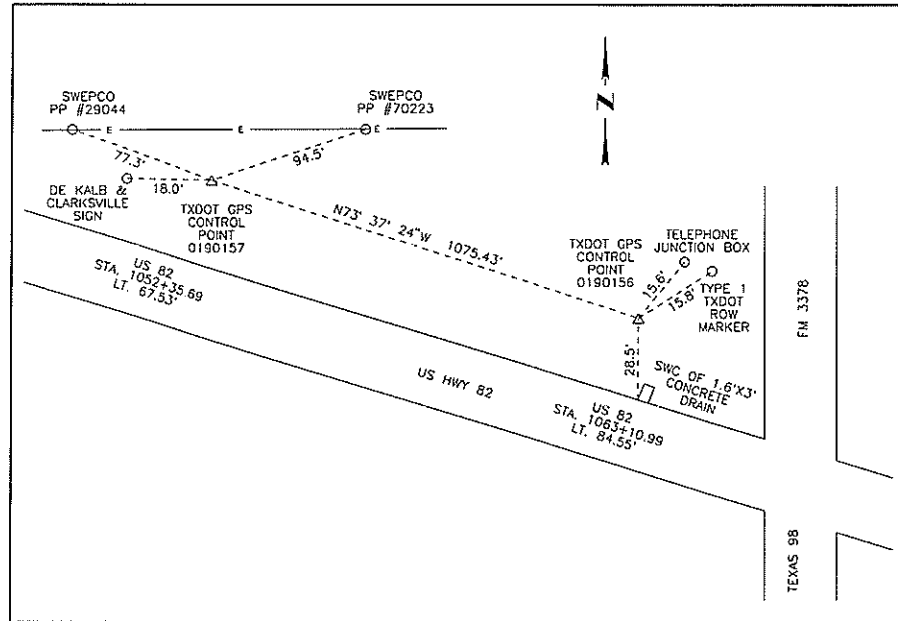 SWEPCO
PP #29044
SWEPCO
PP #70223
E
E
E
77.3'
94.5'
18.0'
DE KALB &
CLARKSVILLE
SIGN
TXDOT GPS
CONTROL
POINT
0190157
N
N73° 37' 24"W 1075.43'
TXDOT GPS
CONTROL
POINT
0190156
TELEPHONE
JUNCTION BOX
15.6'
15.8'
TYPE 1
TXDOT
ROW
MARKER
FM 3378
28.5'
US 82
STA. 1052+35.69
LT. 67.53'
US HWY 82
SWC OF 1.6'X3'
CONCRETE
DRAIN
US 82
STA. 1063+10.99
LT. 84.55'
TEXAS 98